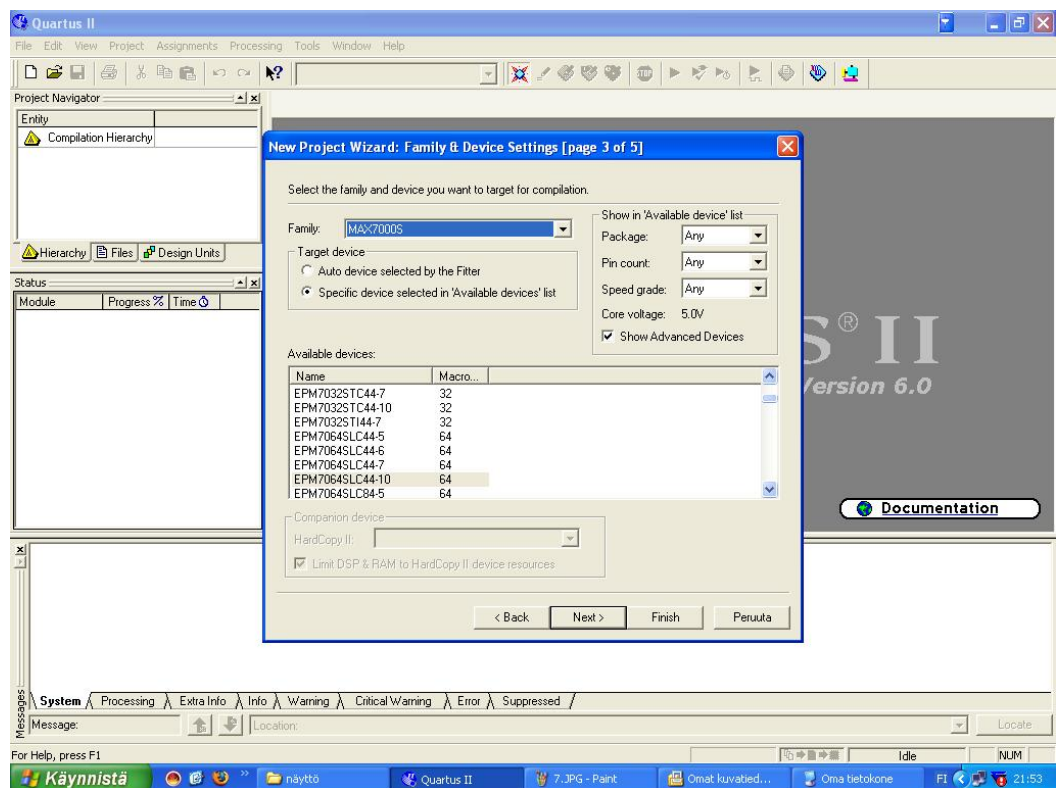 Quartus II
File Edit View Project Assignments Processing Tools Window Help
Project Navigator
Entity
Compilation Hierarchy
Hierarchy Files Design Units
Status
Module Progress % Time
New Project Wizard: Family & Device Settings [page 3 of 5]
Select the family and device you want to target for compilation.
Family: MAX7000S
Target device
Auto device selected by the Fitter
Specific device selected in 'Available devices' list
Show in 'Available device' list
Package: Any
Pin count: Any
Speed grade: Any
Core voltage: 5.0V
Show Advanced Devices
Available devices:
Name Macro...
EPM7032STC44-7 32
EPM7032STC44-10 32
EPM7032STI44-7 32
EPM7064SLC44-5 64
EPM7064SLC44-6 64
EPM7064SLC44-7 64
EPM7064SLC44-10 64
EPM7064SLC84-5 64
Companion device
HardCopy II:
Limit DSP & RAM to HardCopy II device resources
< Back Next > Finish Peruuta
S® II
Version 6.0
Documentation
System Processing Extra Info Info Warning Critical Warning Error Suppressed
Messages
Message: Location: Locate
For Help, press F1 Idle NUM
Käynnistä » näyttö Quartus II 7.JPG - Paint Omat kuvatied... Oma tietokone FI 21:53